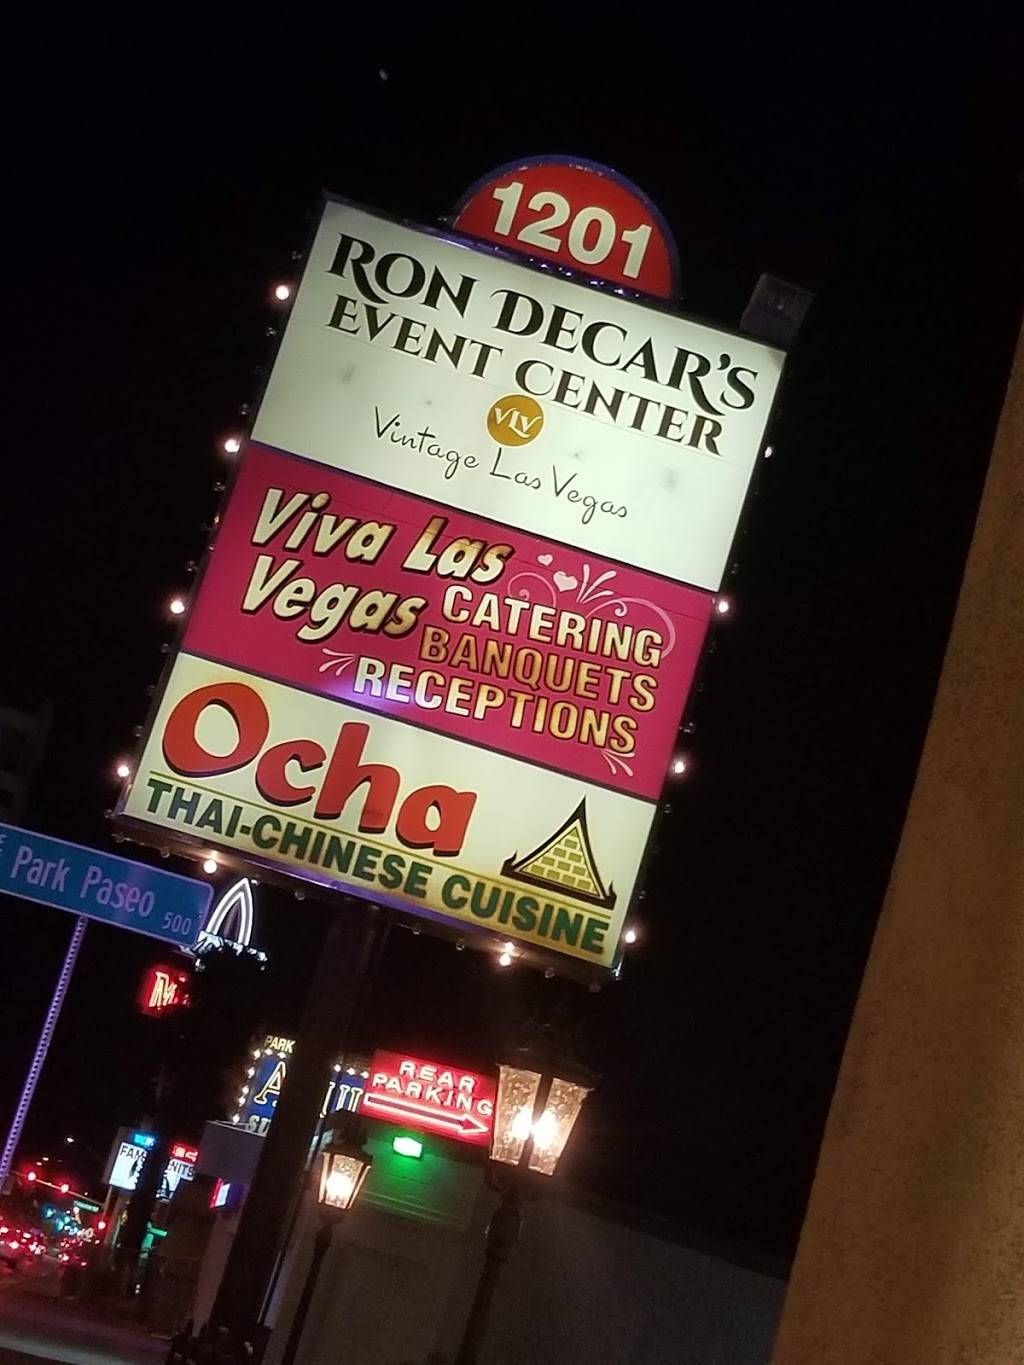 1201
RON DECAR'S
EVENT CENTER
VLV
Vintage Las Vegas
Viva Las
Vegas
CATERING
BANQUETS
RECEPTIONS
Ocha
THAI-CHINESE CUISINE
E Park Paseo 500
PARK
REAR
PARKING